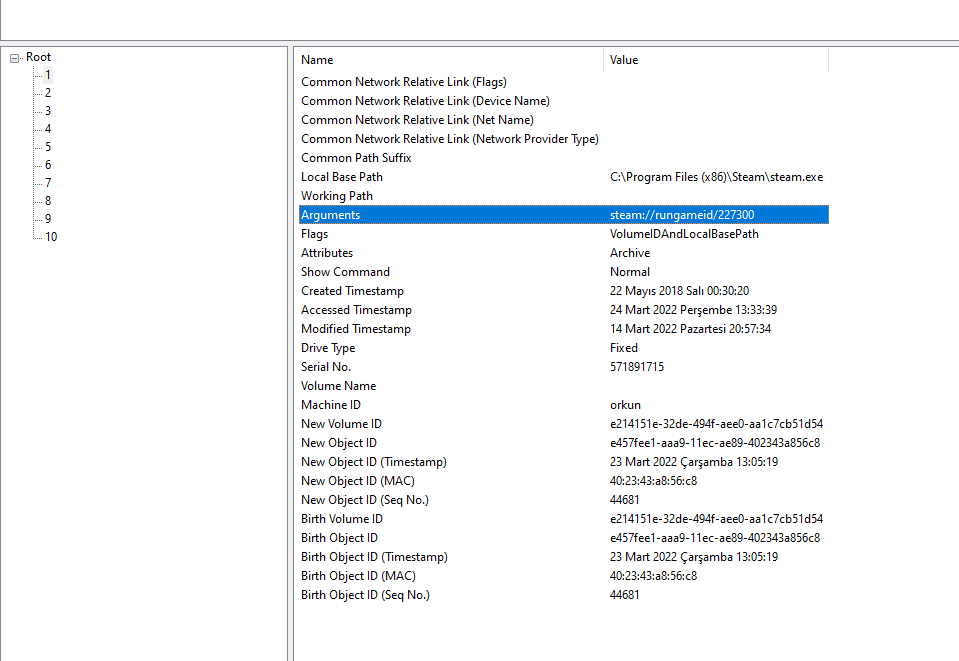 Root
1
2
3
4
5
6
7
8
9
10
Name Value
Common Network Relative Link (Flags)
Common Network Relative Link (Device Name)
Common Network Relative Link (Net Name)
Common Network Relative Link (Network Provider Type)
Common Path Suffix
Local Base Path C:\Program Files (x86)\Steam\steam.exe
Working Path
Arguments steam://rungameid/227300
Flags VolumeIDAndLocalBasePath
Attributes Archive
Show Command Normal
Created Timestamp 22 Mayıs 2018 Salı 00:30:20
Accessed Timestamp 24 Mart 2022 Perşembe 13:33:39
Modified Timestamp 14 Mart 2022 Pazartesi 20:57:34
Drive Type Fixed
Serial No. 571891715
Volume Name
Machine ID orkun
New Volume ID e214151e-32de-494f-aee0-aa1c7cb51d54
New Object ID e457fee1-aaa9-11ec-ae89-402343a856c8
New Object ID (Timestamp) 23 Mart 2022 Çarşamba 13:05:19
New Object ID (MAC) 40:23:43:a8:56:c8
New Object ID (Seq No.) 44681
Birth Volume ID e214151e-32de-494f-aee0-aa1c7cb51d54
Birth Object ID e457fee1-aaa9-11ec-ae89-402343a856c8
Birth Object ID (Timestamp) 23 Mart 2022 Çarşamba 13:05:19
Birth Object ID (MAC) 40:23:43:a8:56:c8
Birth Object ID (Seq No.) 44681